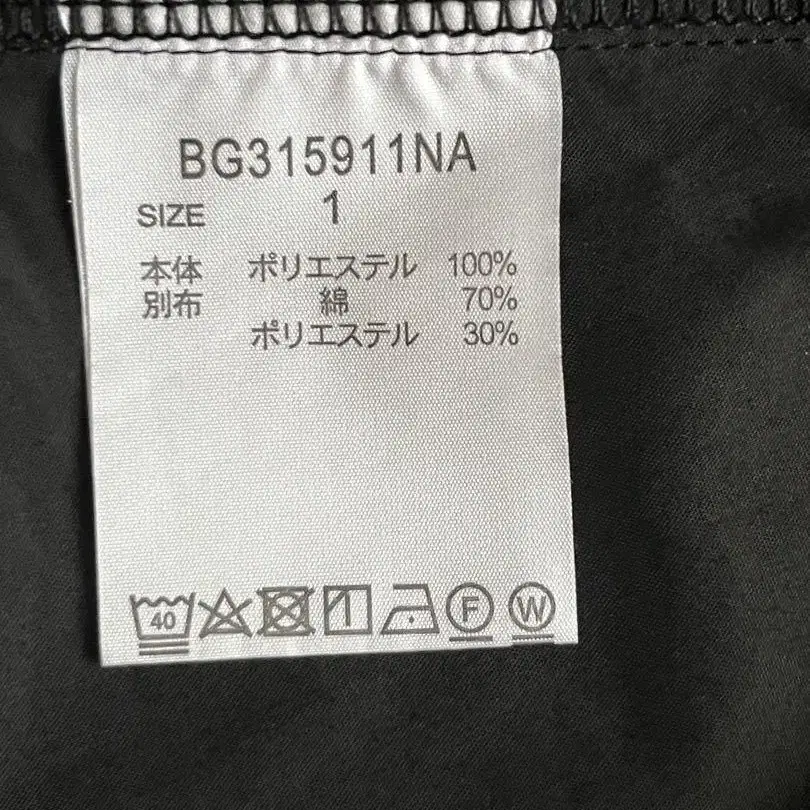 BG315911NA
SIZE 1
本体 ポリエステル 100%
別布 綿 70%
ポリエステル 30%
40 F W